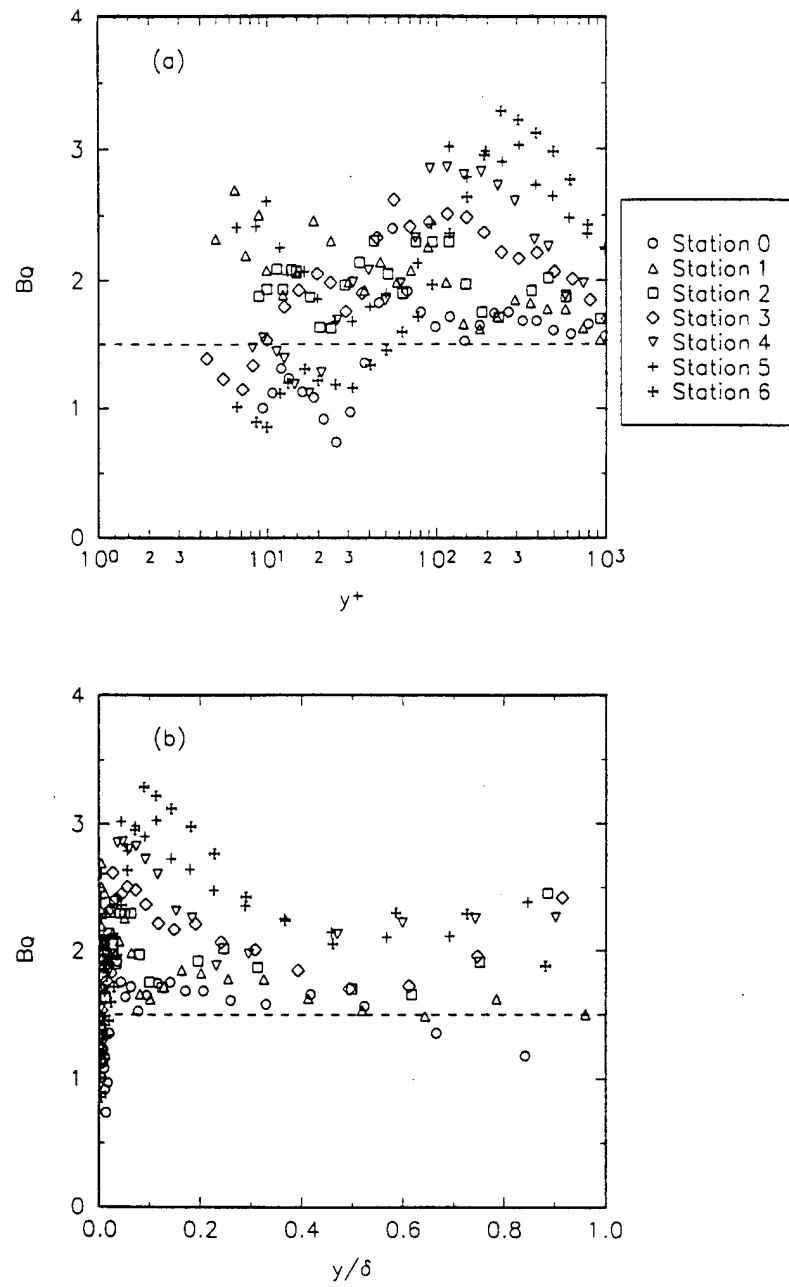 4
(a)
3
BQ
2
1
0
10⁰ 2 3 10¹ 2 3 10² 2 3 10³
y⁺
Station 0
Station 1
Station 2
Station 3
Station 4
Station 5
Station 6
4
(b)
3
BQ
2
1
0
0.0 0.2 0.4 0.6 0.8 1.0
y/δ